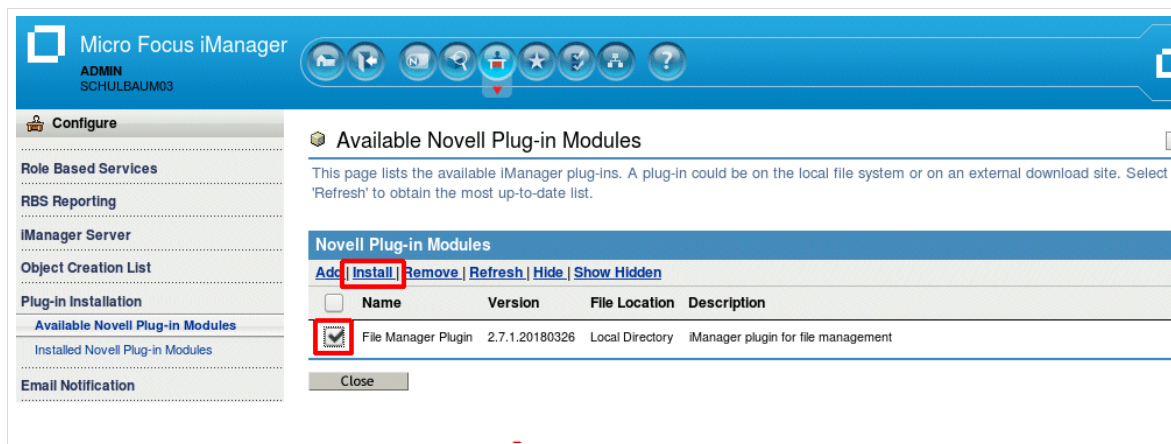 Micro Focus iManager
ADMIN
SCHULBAUM03
N
?
Configure
Role Based Services
RBS Reporting
iManager Server
Object Creation List
Plug-in Installation
Available Novell Plug-in Modules
Installed Novell Plug-in Modules
Email Notification
Available Novell Plug-in Modules
This page lists the available iManager plug-ins. A plug-in could be on the local file system or on an external download site. Select
'Refresh' to obtain the most up-to-date list.
Novell Plug-in Modules
Add | Install | Remove | Refresh | Hide | Show Hidden
Name Version File Location Description
File Manager Plugin 2.7.1.20180326 Local Directory iManager plugin for file management
Close